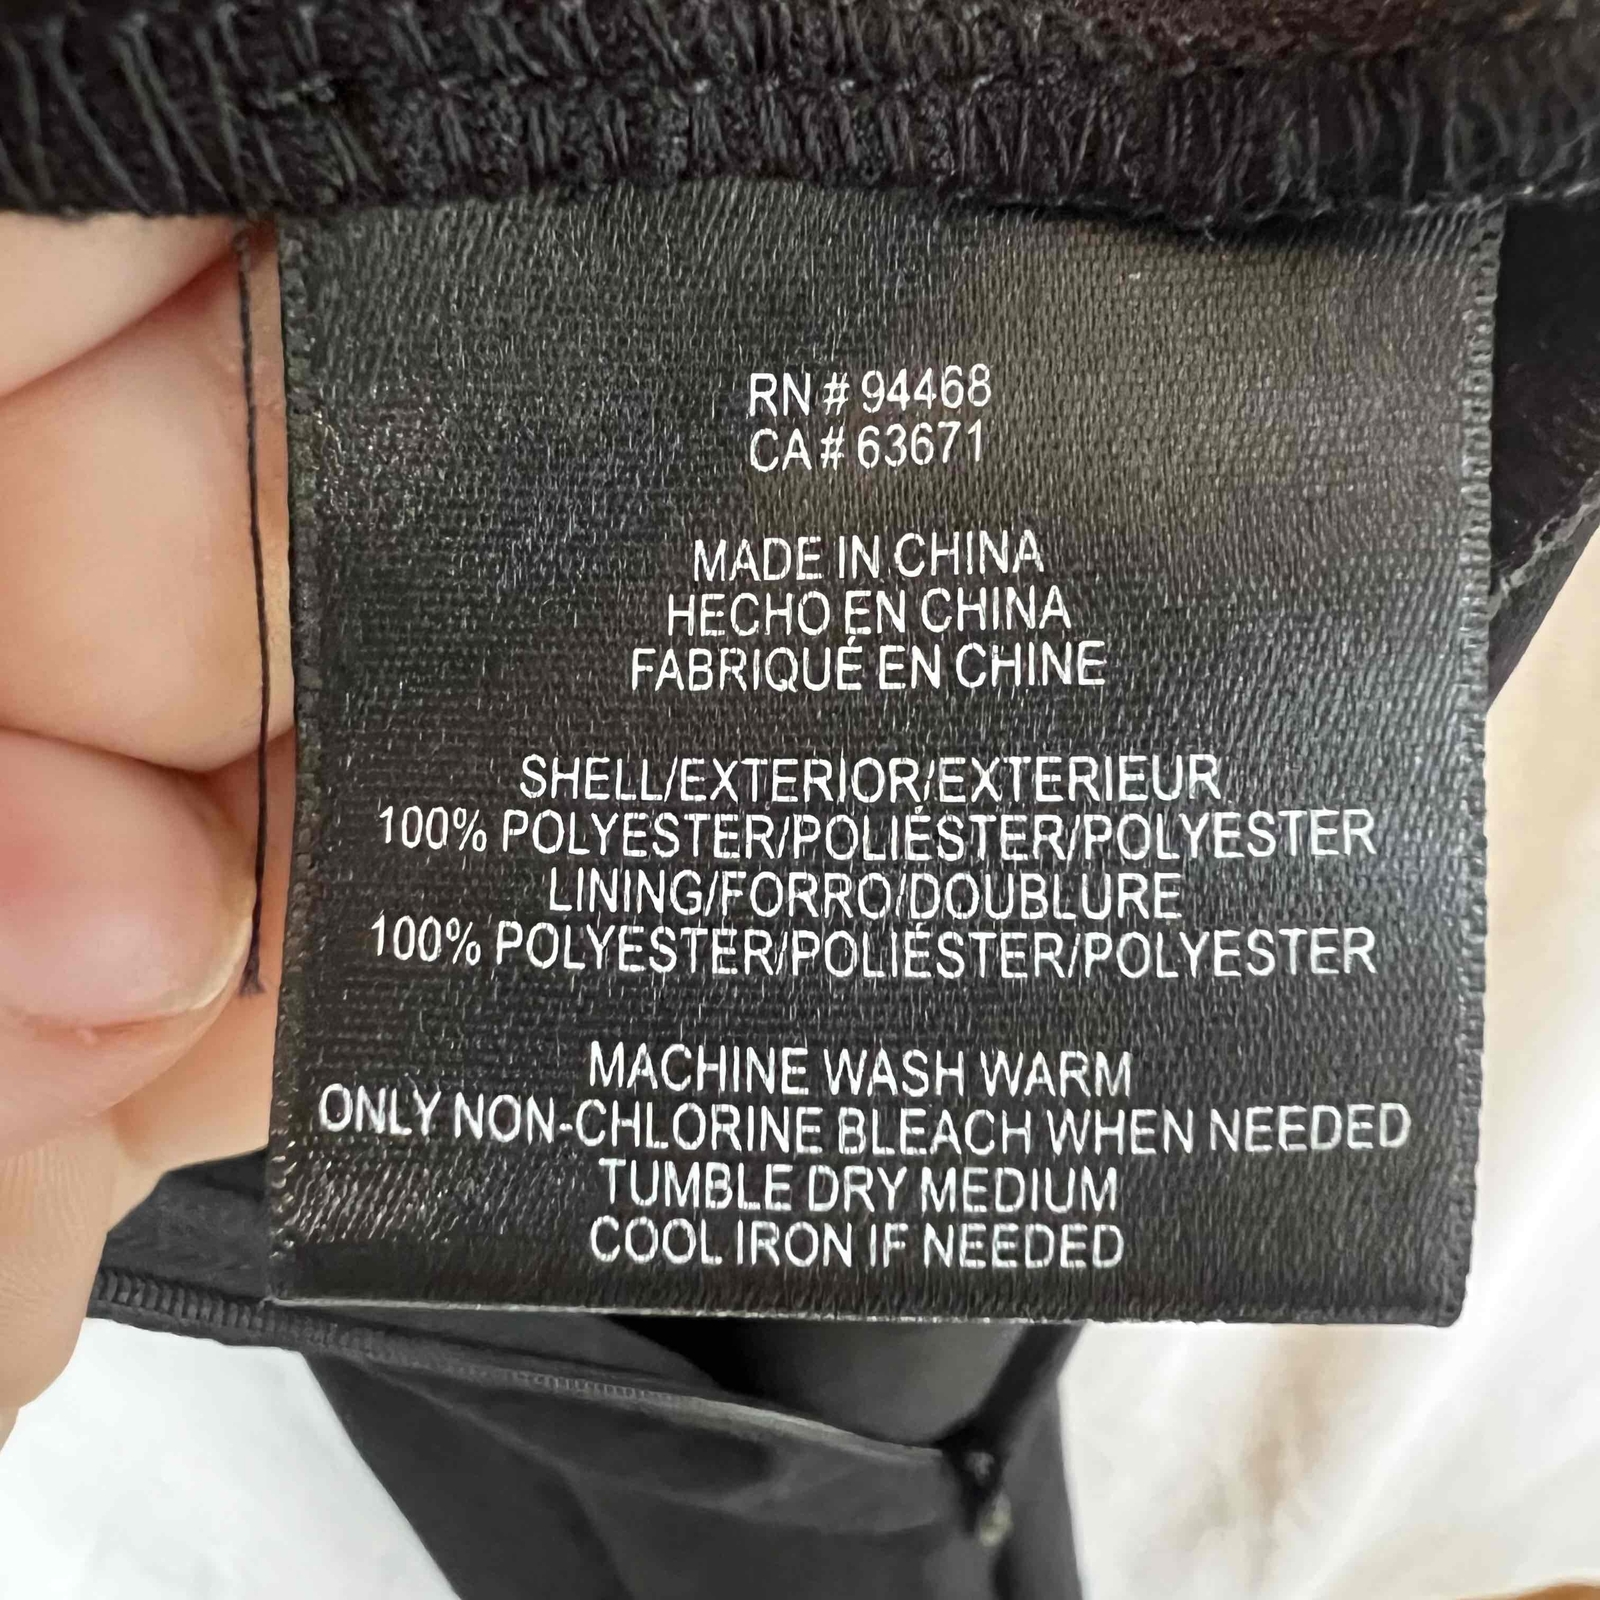 RN # 94468
CA # 63671
MADE IN CHINA
HECHO EN CHINA
FABRIQUÉ EN CHINE
SHELL/EXTERIOR/EXTERIEUR
100% POLYESTER/POLIÉSTER/POLYESTER
LINING/FORRO/DOUBLURE
100% POLYESTER/POLIÉSTER/POLYESTER
MACHINE WASH WARM
ONLY NON-CHLORINE BLEACH WHEN NEEDED
TUMBLE DRY MEDIUM
COOL IRON IF NEEDED